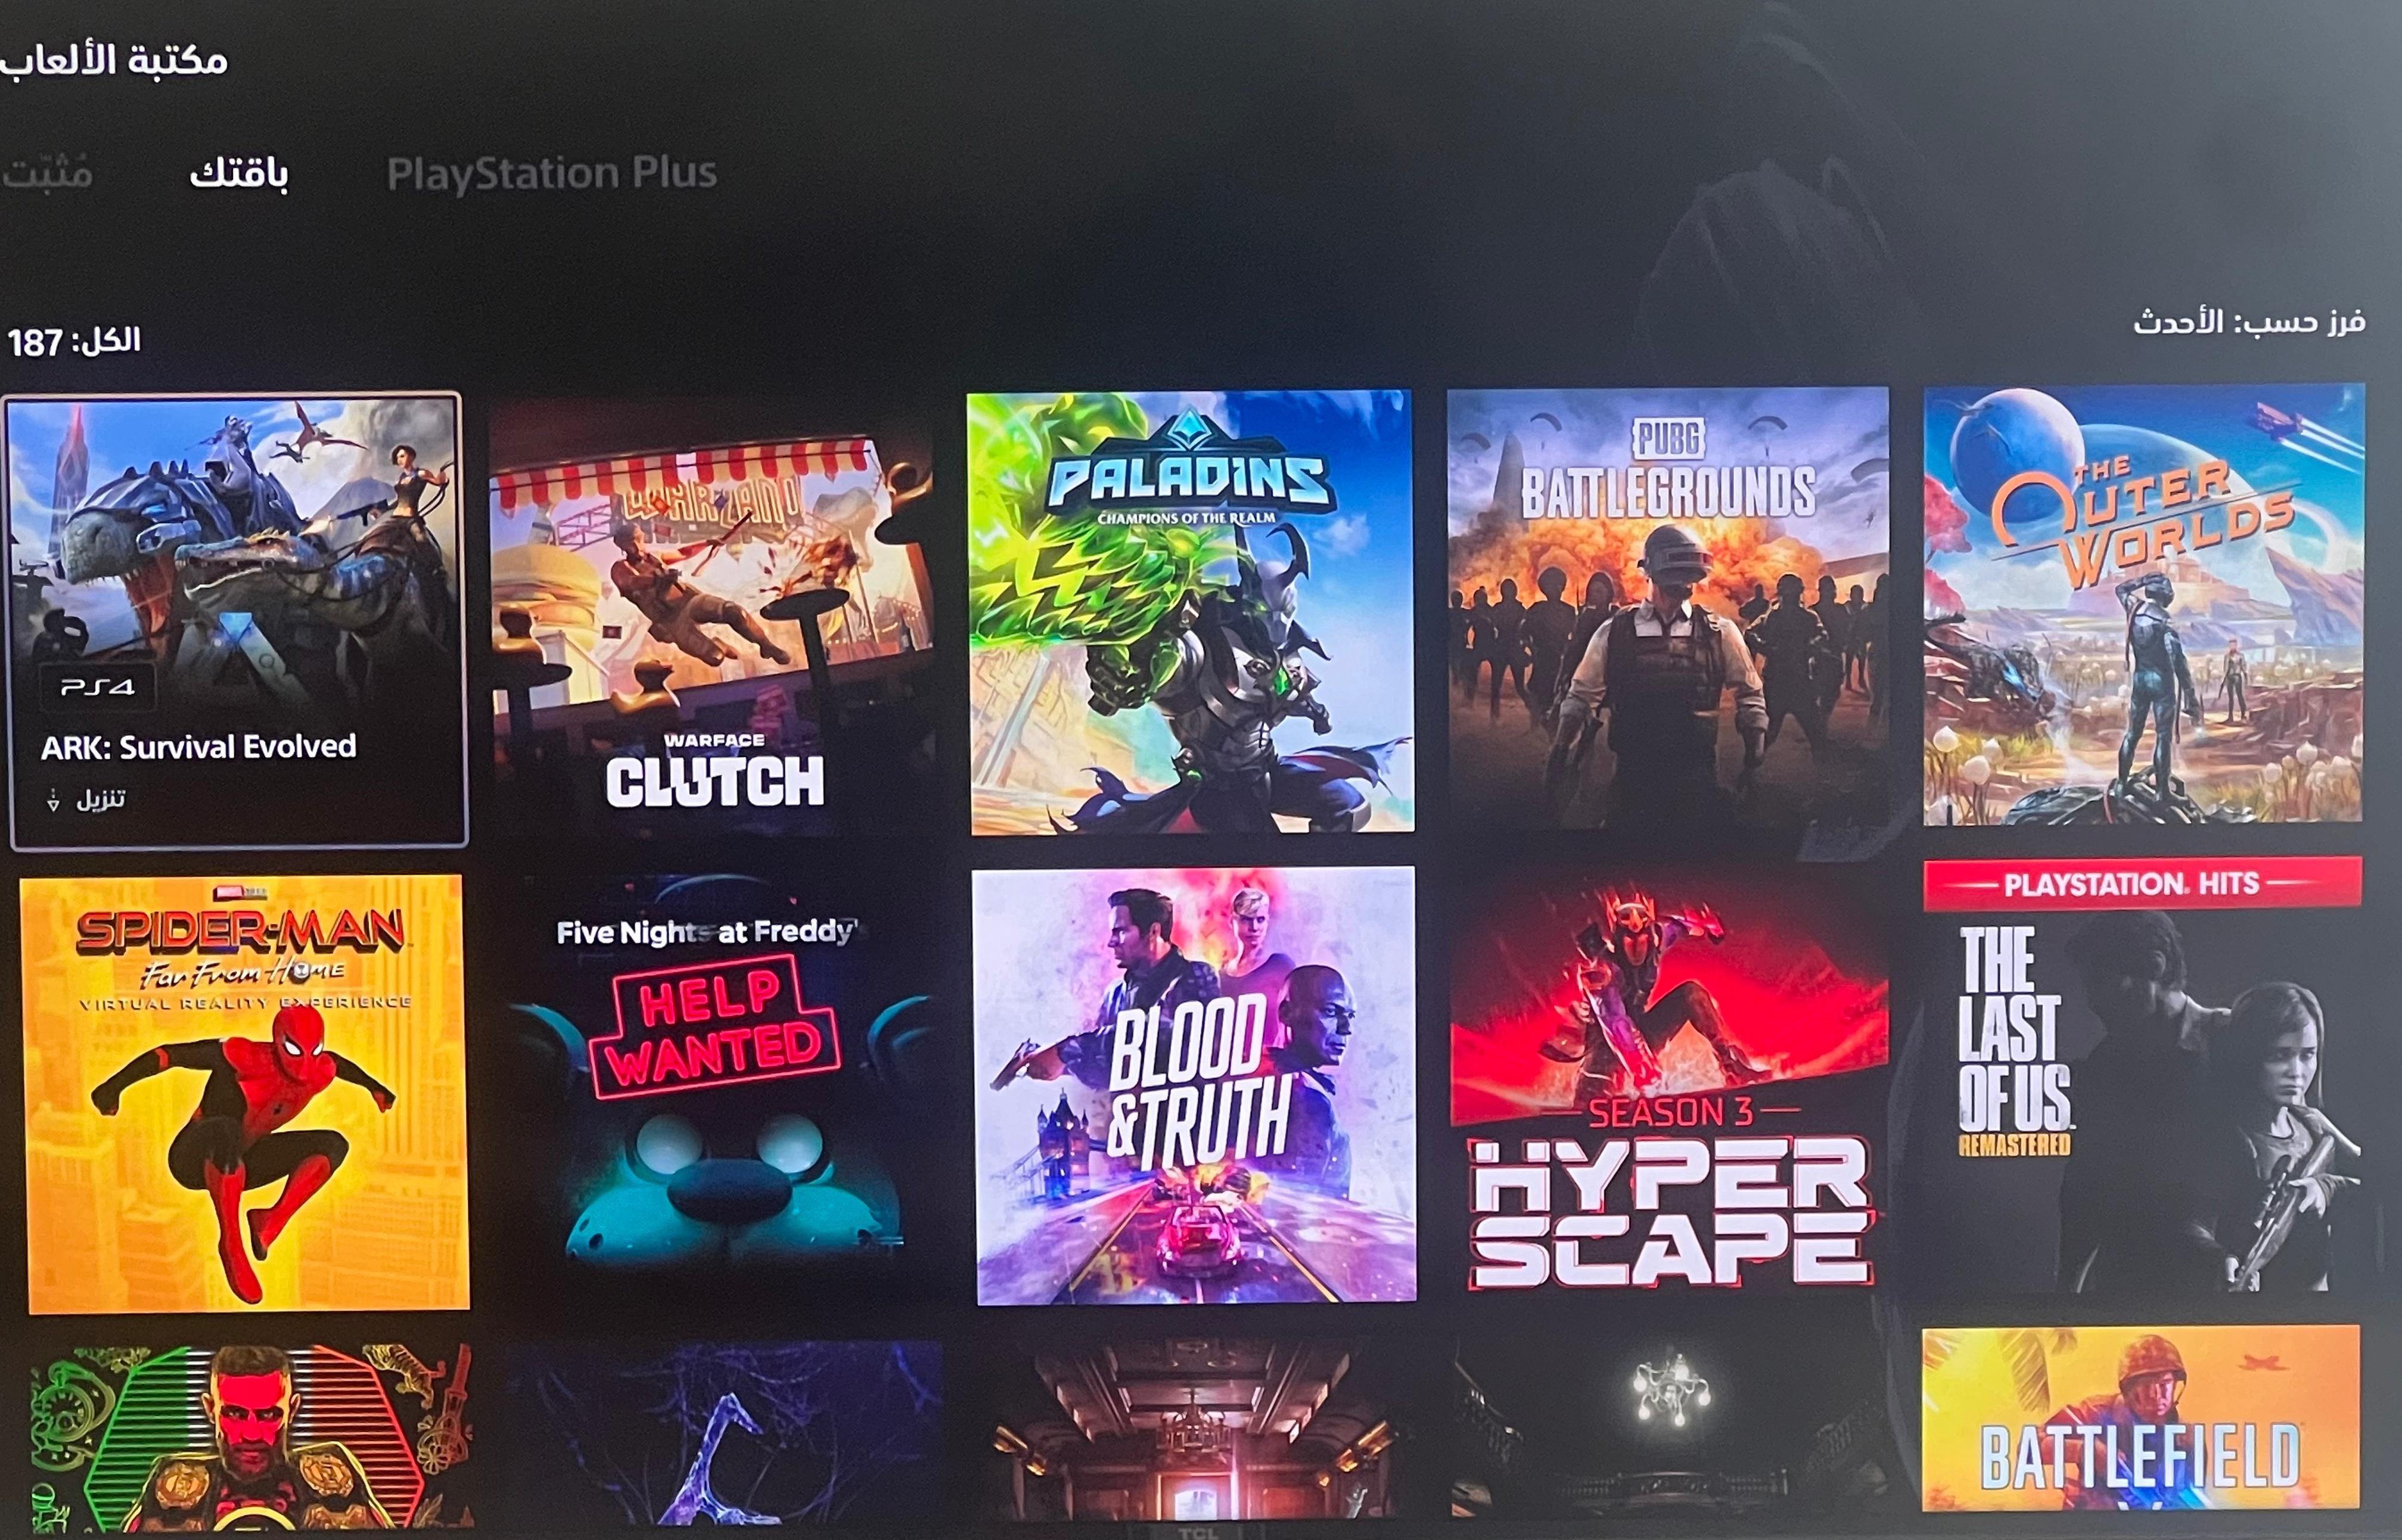 مكتبة الألعاب
مُثبّت
باقتك
PlayStation Plus
الكل: 187
فرز حسب: الأحدث
PS4
ARK: Survival Evolved
تنزيل
WARFACE
CLUTCH
PALADINS
CHAMPIONS OF THE REALM
PUBG
BATTLEGROUNDS
THE
OUTER
WORLDS
SPIDER-MAN
Far From HOME
VIRTUAL REALITY EXPERIENCE
Five Nights at Freddy'
HELP
WANTED
BLOOD
&TRUTH
SEASON 3
HYPER
SCAPE
PLAYSTATION HITS
THE
LAST
OF US
REMASTERED
BATTLEFIELD
TCL